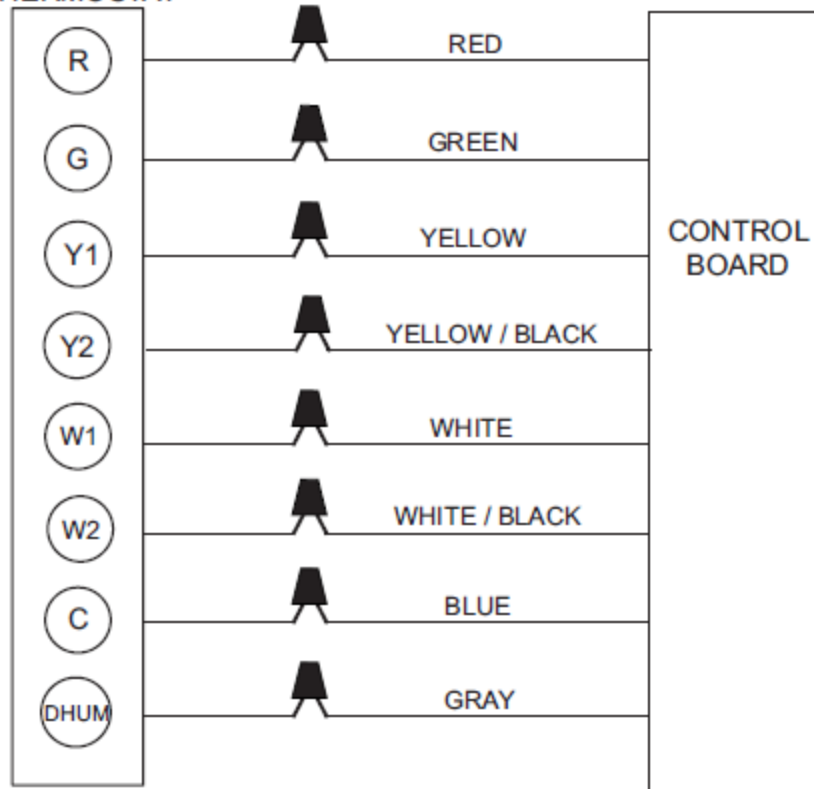 R
RED
G
GREEN
Y1
YELLOW
CONTROL
BOARD
Y2
YELLOW / BLACK
W1
WHITE
W2
WHITE / BLACK
C
BLUE
DHUM
GRAY